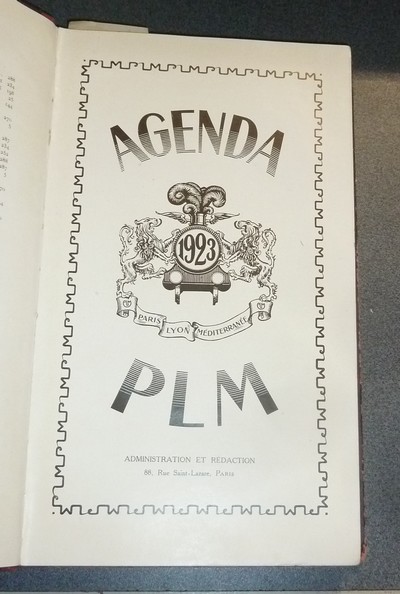 AGENDA
1923
PARIS LYON MÉDITERRANÉE
PLM
ADMINISTRATION ET RÉDACTION
88, Rue Saint-Lazare, PARIS